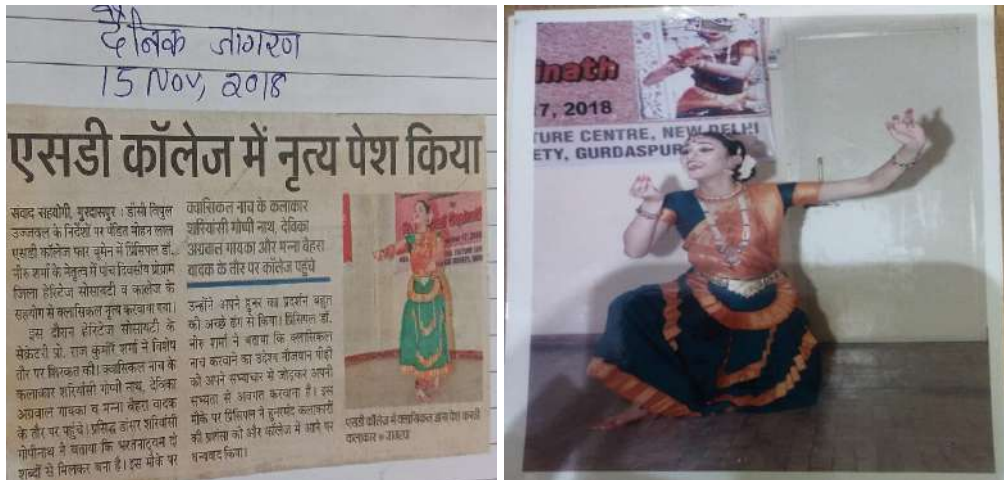 दैनिक जागरण
15 Nov, 2018
एसडी कॉलेज में नृत्य पेश किया
संवाद सहयोगी, गुरदासपुर : डीसी विपुल
उज्जवल के निर्देशों पर पंडित मोहन लाल
एसडी कॉलेज फार वूमेन में प्रिंसिपल डॉ.
नीरु शर्मा के नेतृत्व में पांच दिवसीय प्रोग्राम
जिला हेरिटेज सोसायटी व कालेज के
सहयोग से क्लासिकल नृत्य करवाया गया।
इस दौरान हेरिटेज सोसायटी के
सेक्रेटरी प्रो. राज कुमार शर्मा ने विशेष
तौर पर शिरकत की। क्लासिकल नाच के
कलाकार शरियांसी गोप्पी नाथ, देविका
अग्रवाल गायका व मन्ना बेहरा वादक
के तौर पर पहुंचे। प्रसिद्ध डांसर शरियांसी
गोपीनाथ ने बताया कि भरतनाट्यम दो
शब्दों से मिलकर बना है। इस मौके पर
क्लासिकल नाच के कलाकार
शरियांसी गोप्पी नाथ, देविका
अग्रवाल गायका और मन्ना बेहरा
वादक के तौर पर कॉलेज पहुंचे
उन्होंने अपने हुनर का प्रदर्शन बहुत
की अच्छे ढंग से किया। प्रिंसिपल डॉ.
नीरु शर्मा ने बताया कि क्लासिकल
नाच करवाने का उद्देश्य नौजवान पीढ़ी
को अपने सभ्याचार से जोड़कर अपनी
सभ्यता से अवगत करवाना है। इस
मौके पर प्रिंसिपल ने हुनरमंद कलाकारों
की प्रशंसा की और कॉलेज में आने पर
धन्यवाद किया।
एसडी कॉलेज में क्लासिकल डांस पेश करती
कलाकार ® जागरण
inath
17, 2018
TURE CENTRE, NEW DELHI
ETY, GURDASPUR